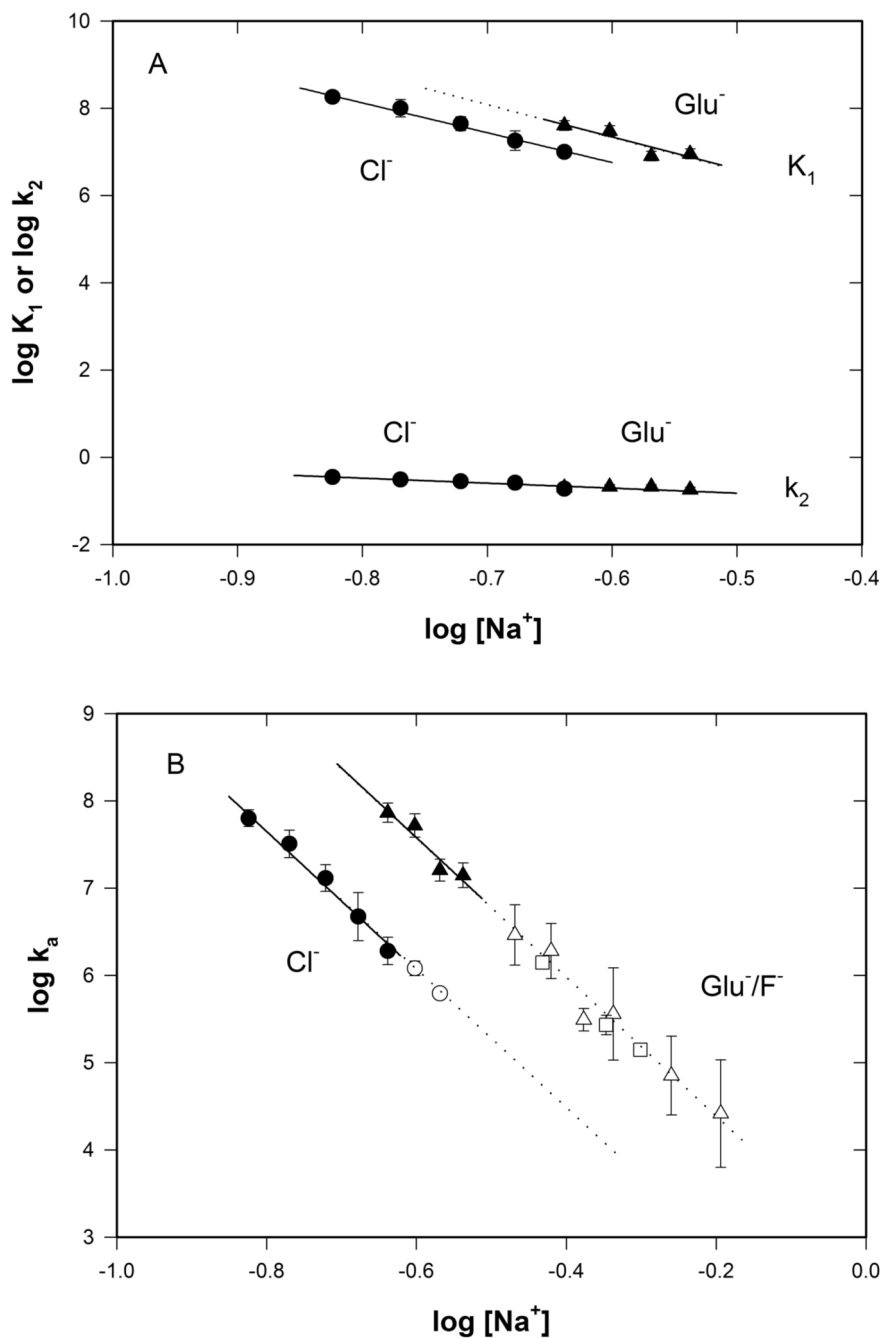 A
10
8
6
4
2
0
-2
log K₁ or log k₂
Glu⁻
Cl⁻
K₁
Cl⁻
Glu⁻
k₂
-1.0 -0.9 -0.8 -0.7 -0.6 -0.5 -0.4
log [Na⁺]
B
9
8
7
6
5
4
3
log kₐ
Cl⁻
Glu⁻/F⁻
-1.0 -0.8 -0.6 -0.4 -0.2 0.0
log [Na⁺]